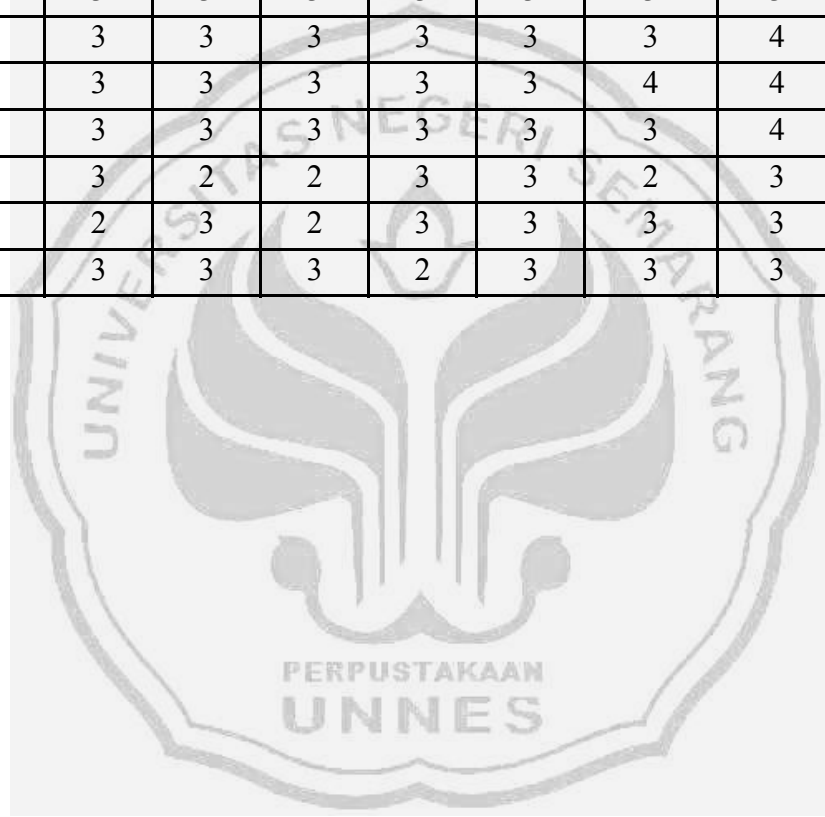 3 3 3 3 3 3 4
3 3 3 3 3 4 4
3 3 3 3 3 3 4
3 2 2 3 3 2 3
2 3 2 3 3 3 3
3 3 3 2 3 3 3
UNIVERSITAS NEGERI SEMARANG
PERPUSTAKAAN
UNNES